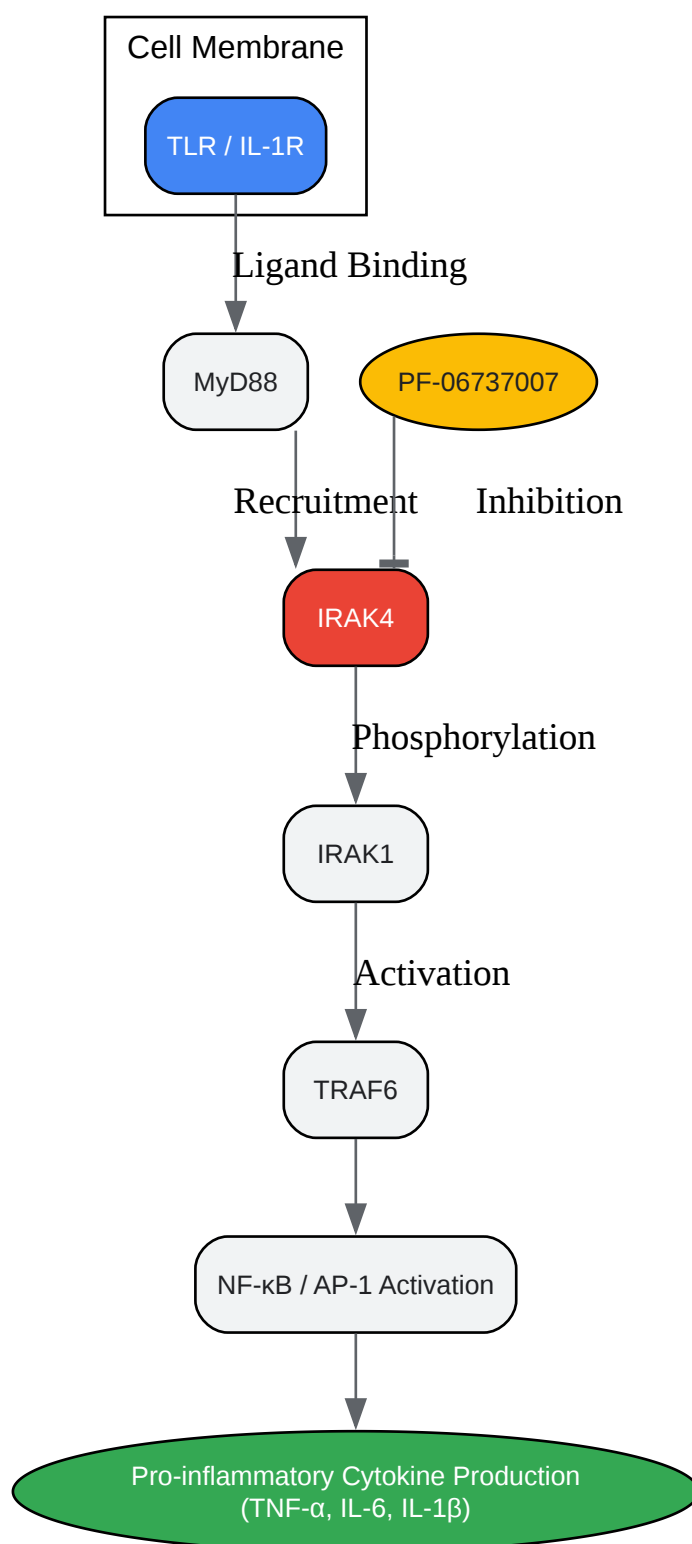 Cell Membrane
TLR / IL-1R
Ligand Binding
MyD88
PF-06737007
Recruitment
Inhibition
IRAK4
Phosphorylation
IRAK1
Activation
TRAF6
NF-κB / AP-1 Activation
Pro-inflammatory Cytokine Production
(TNF-α, IL-6, IL-1β)